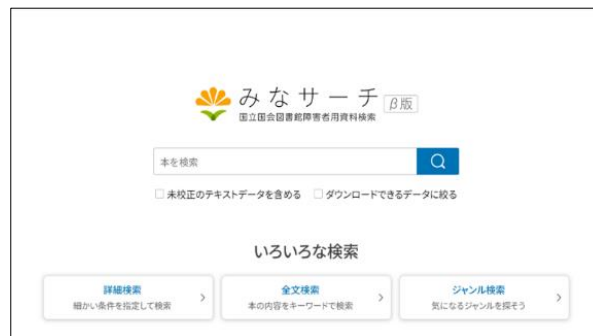 みなサーチ β版
国立国会図書館障害者用資料検索
本を検索
未校正のテキストデータを含める ダウンロードできるデータに絞る
いろいろな検索
詳細検索
細かい条件を指定して検索
全文検索
本の内容をキーワードで検索
ジャンル検索
気になるジャンルを探そう